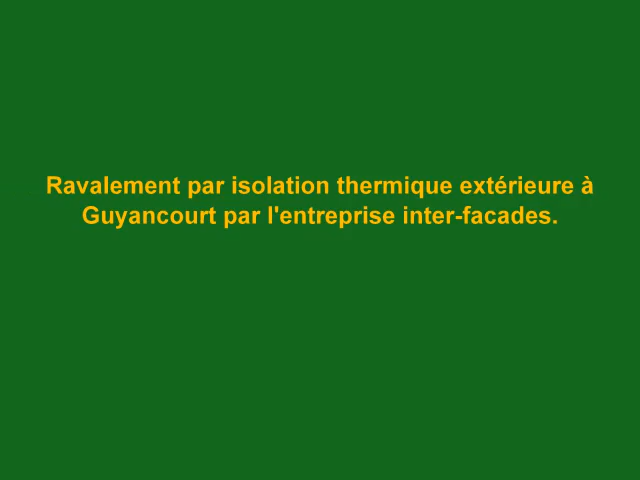 Ravalement par isolation thermique extérieure à
Guyancourt par l'entreprise inter-facades.